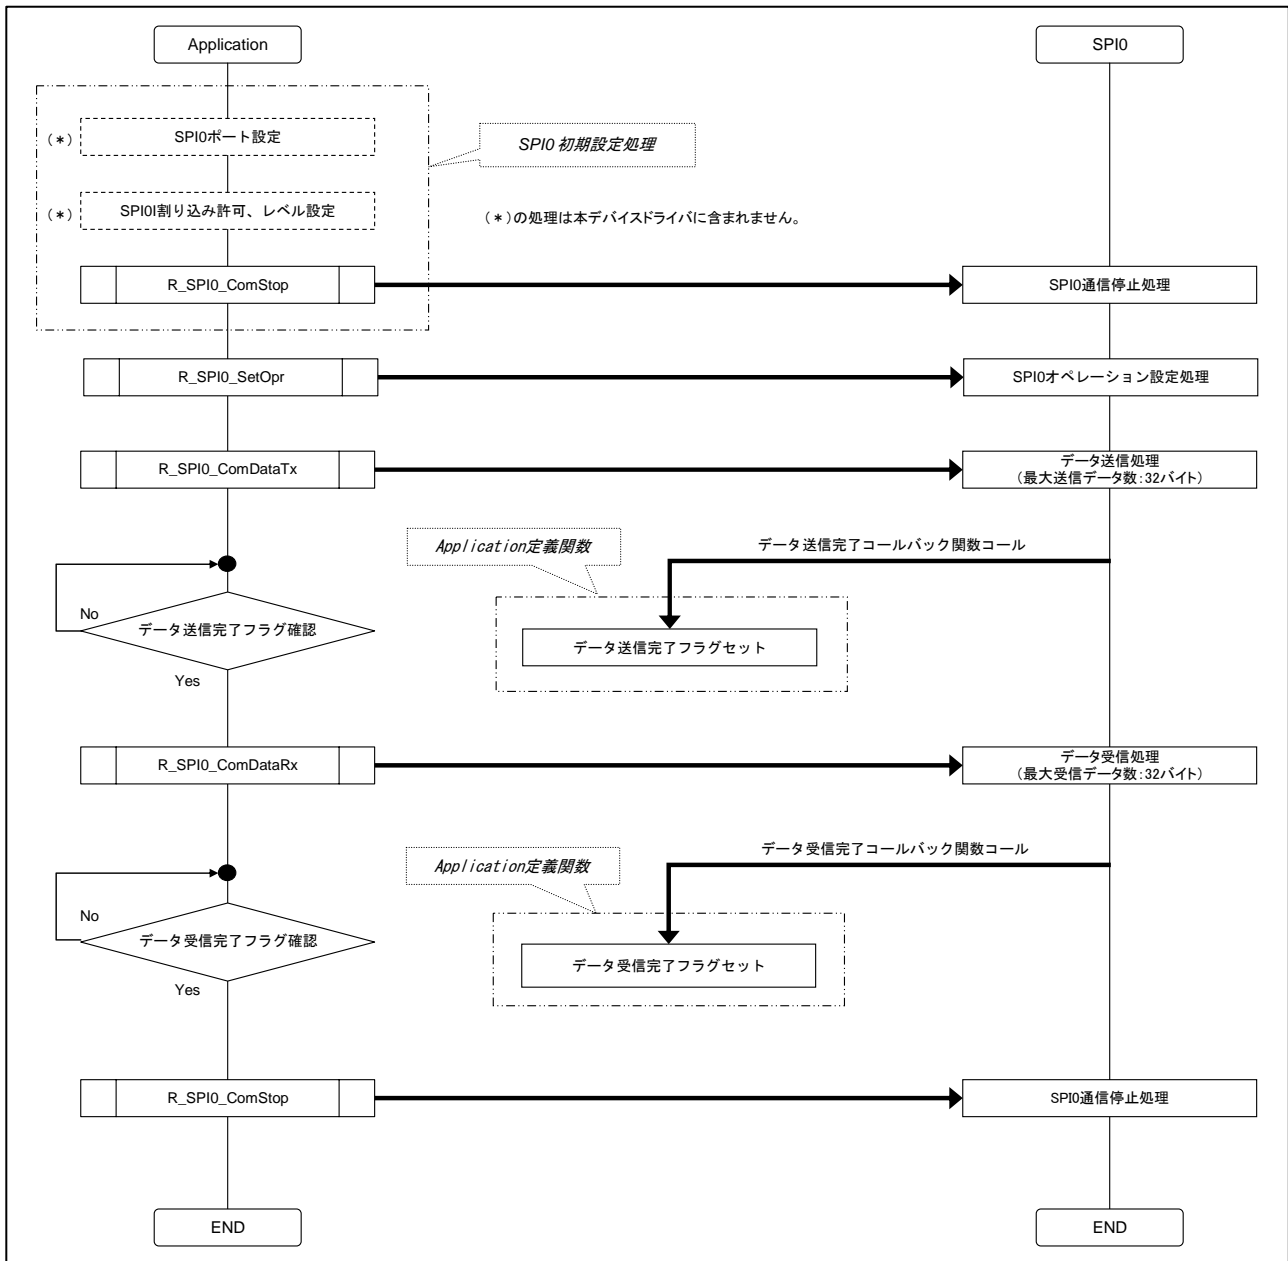 Application
SPI0
(*)
SPI0ポート設定
SPI0初期設定処理
(*)
SPI0I割り込み許可、レベル設定
(*)の処理は本デバイスドライバに含まれません。
R_SPI0_ComStop
SPI0通信停止処理
R_SPI0_SetOpr
SPI0オペレーション設定処理
R_SPI0_ComDataTx
データ送信処理
(最大送信データ数:32バイト)
Application定義関数
データ送信完了コールバック関数コール
No
データ送信完了フラグ確認
データ送信完了フラグセット
Yes
R_SPI0_ComDataRx
データ受信処理
(最大受信データ数:32バイト)
Application定義関数
データ受信完了コールバック関数コール
No
データ受信完了フラグ確認
データ受信完了フラグセット
Yes
R_SPI0_ComStop
SPI0通信停止処理
END
END